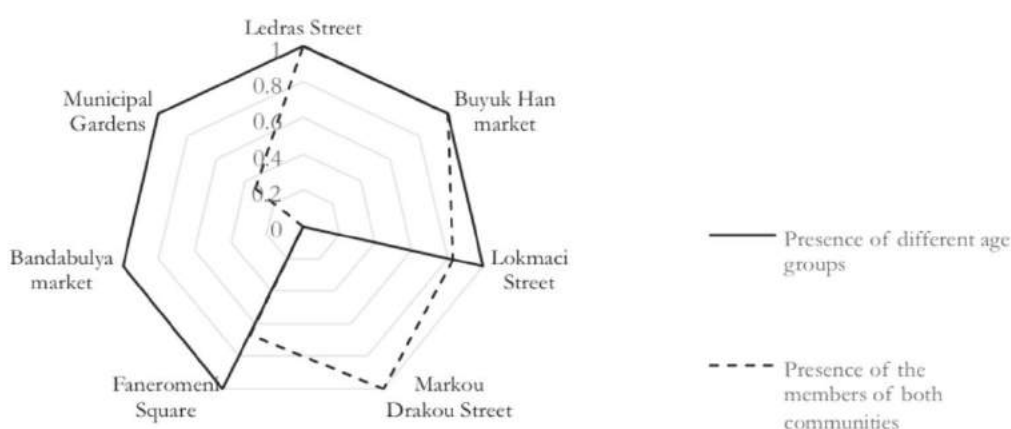 Ledras Street
1
0.8
0.6
0.4
0.2
0
Municipal
Gardens
Buyuk Han
market
Bandabulya
market
Lokmaci
Street
Faneromeni
Square
Markou
Drakou Street
Presence of different age
groups
Presence of the
members of both
communities